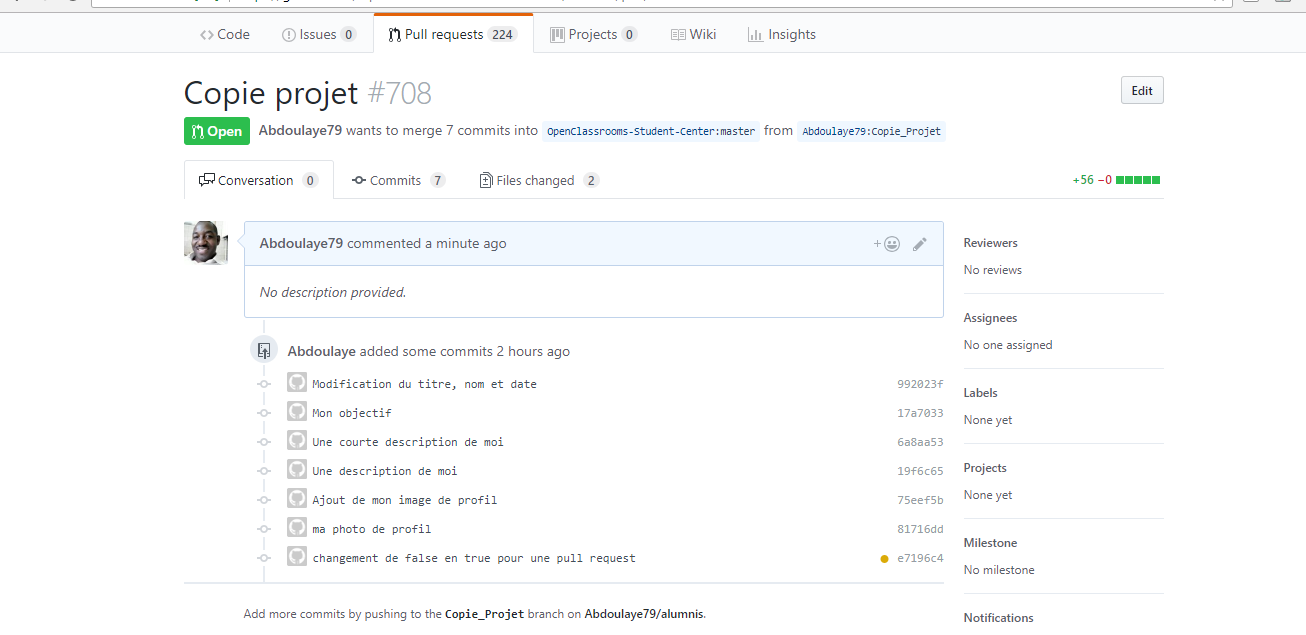 Code
Issues 0
Pull requests 224
Projects 0
Wiki
Insights
Copie projet #708
Edit
Open
Abdoulaye79 wants to merge 7 commits into OpenClassrooms-Student-Center:master from Abdoulaye79:Copie_Projet
Conversation 0
Commits 7
Files changed 2
+56 −0
Abdoulaye79 commented a minute ago
No description provided.
Abdoulaye added some commits 2 hours ago
Modification du titre, nom et date 992023f
Mon objectif 17a7033
Une courte description de moi 6a8aa53
Une description de moi 19f6c65
Ajout de mon image de profil 75eef5b
ma photo de profil 81716dd
changement de false en true pour une pull request e7196c4
Add more commits by pushing to the Copie_Projet branch on Abdoulaye79/alumnis.
Reviewers
No reviews
Assignees
No one assigned
Labels
None yet
Projects
None yet
Milestone
No milestone
Notifications